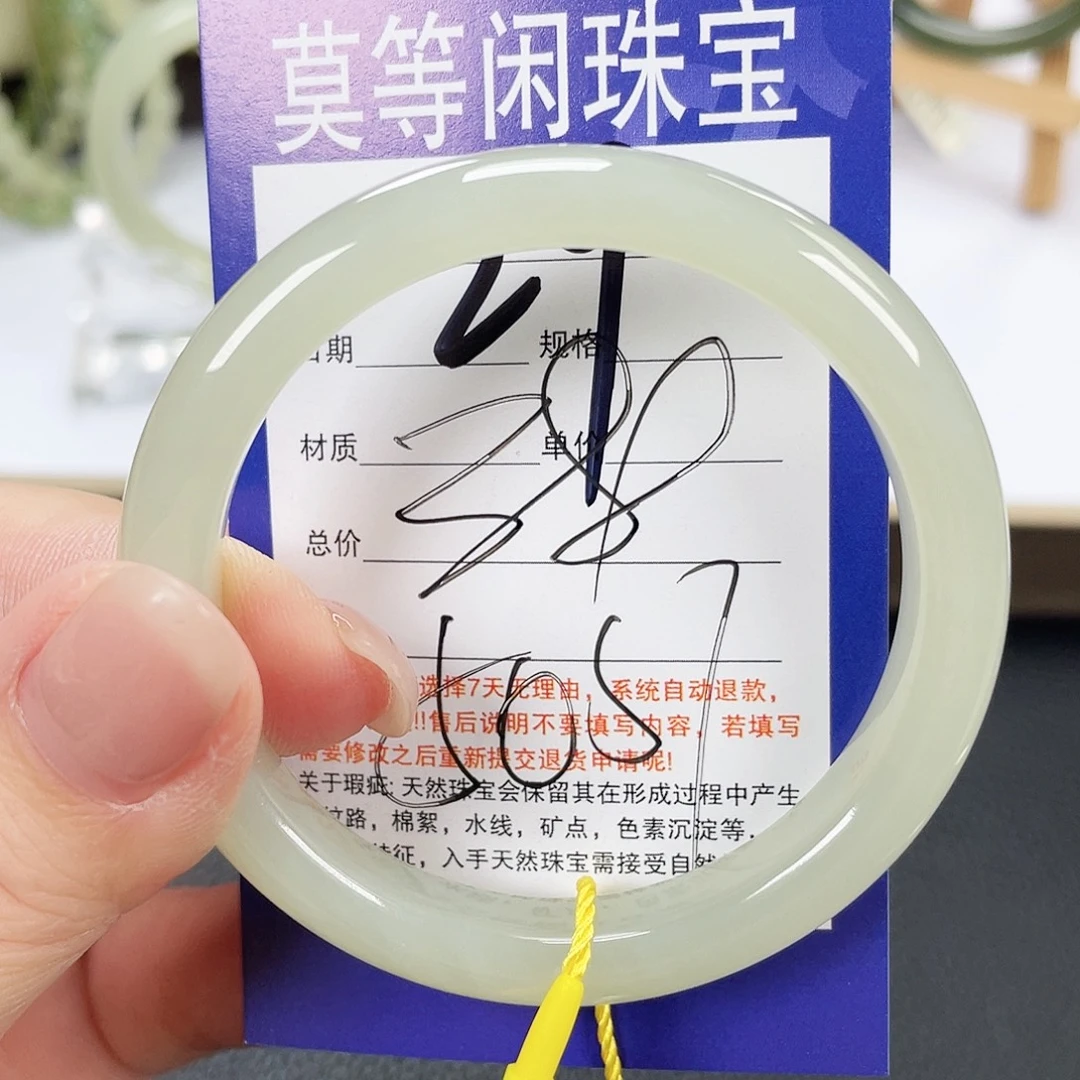 莫等闲珠宝
日期 规格
材质 单价
总价
选择7天无理由，系统自动退款，
!!售后说明不要填写内容，若填写
需要修改之后重新提交退货申请呢!
关于瑕疵: 天然珠宝会保留其在形成过程中产生
纹路，棉絮，水线，矿点，色素沉淀等.
特征，入手天然珠宝需接受自然